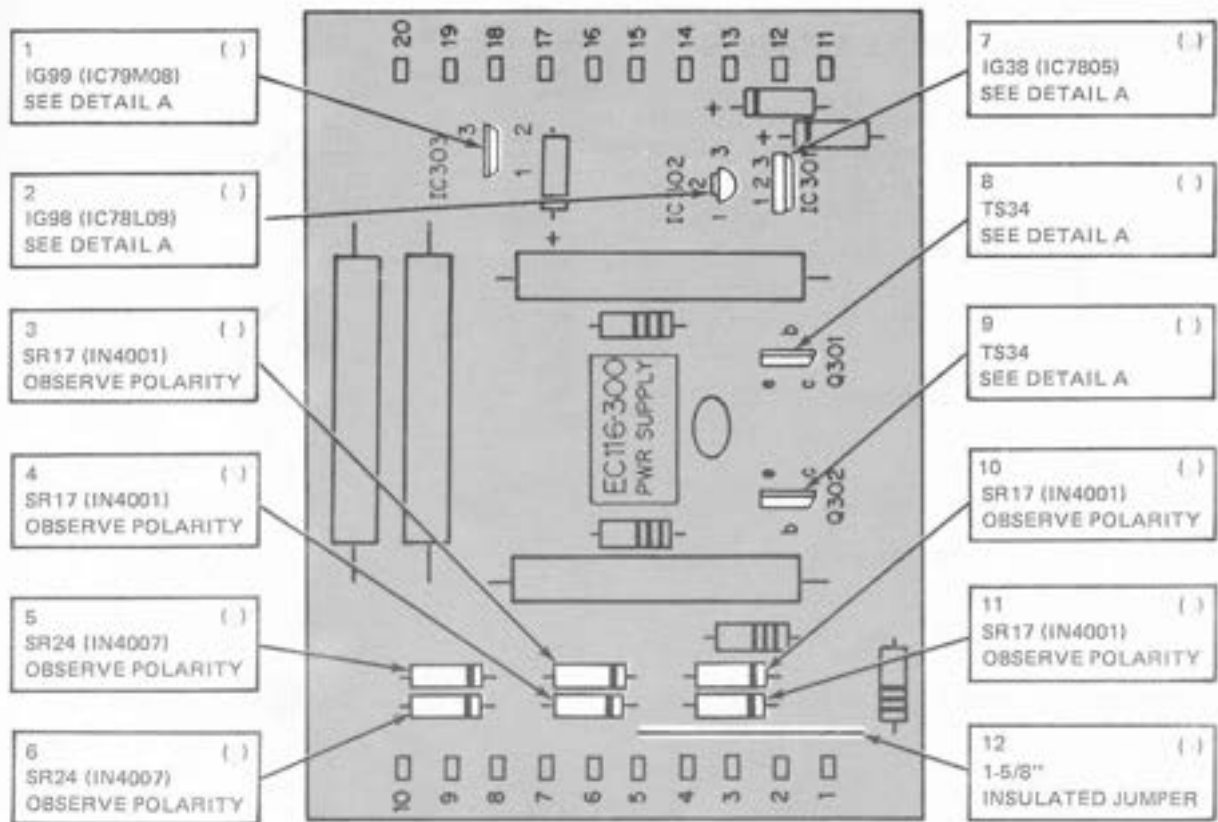 1 ( )
IG99 (IC79M08)
SEE DETAIL A
2 ( )
IG98 (IC78L09)
SEE DETAIL A
3 ( )
SR17 (IN4001)
OBSERVE POLARITY
4 ( )
SR17 (IN4001)
OBSERVE POLARITY
5 ( )
SR24 (IN4007)
OBSERVE POLARITY
6 ( )
SR24 (IN4007)
OBSERVE POLARITY
20 19 18 17 16 15 14 13 12 11
IC303
3
1 2
+
IC302
1 2 3
+
+
1 2 3
IC301
EC116-300
PWR SUPPLY
b
e c
Q301
e c
b
Q302
10 9 8 7 6 5 4 3 2 1
7 ( )
IG38 (IC7805)
SEE DETAIL A
8 ( )
TS34
SEE DETAIL A
9 ( )
TS34
SEE DETAIL A
10 ( )
SR17 (IN4001)
OBSERVE POLARITY
11 ( )
SR17 (IN4001)
OBSERVE POLARITY
12 ( )
1-5/8"
INSULATED JUMPER